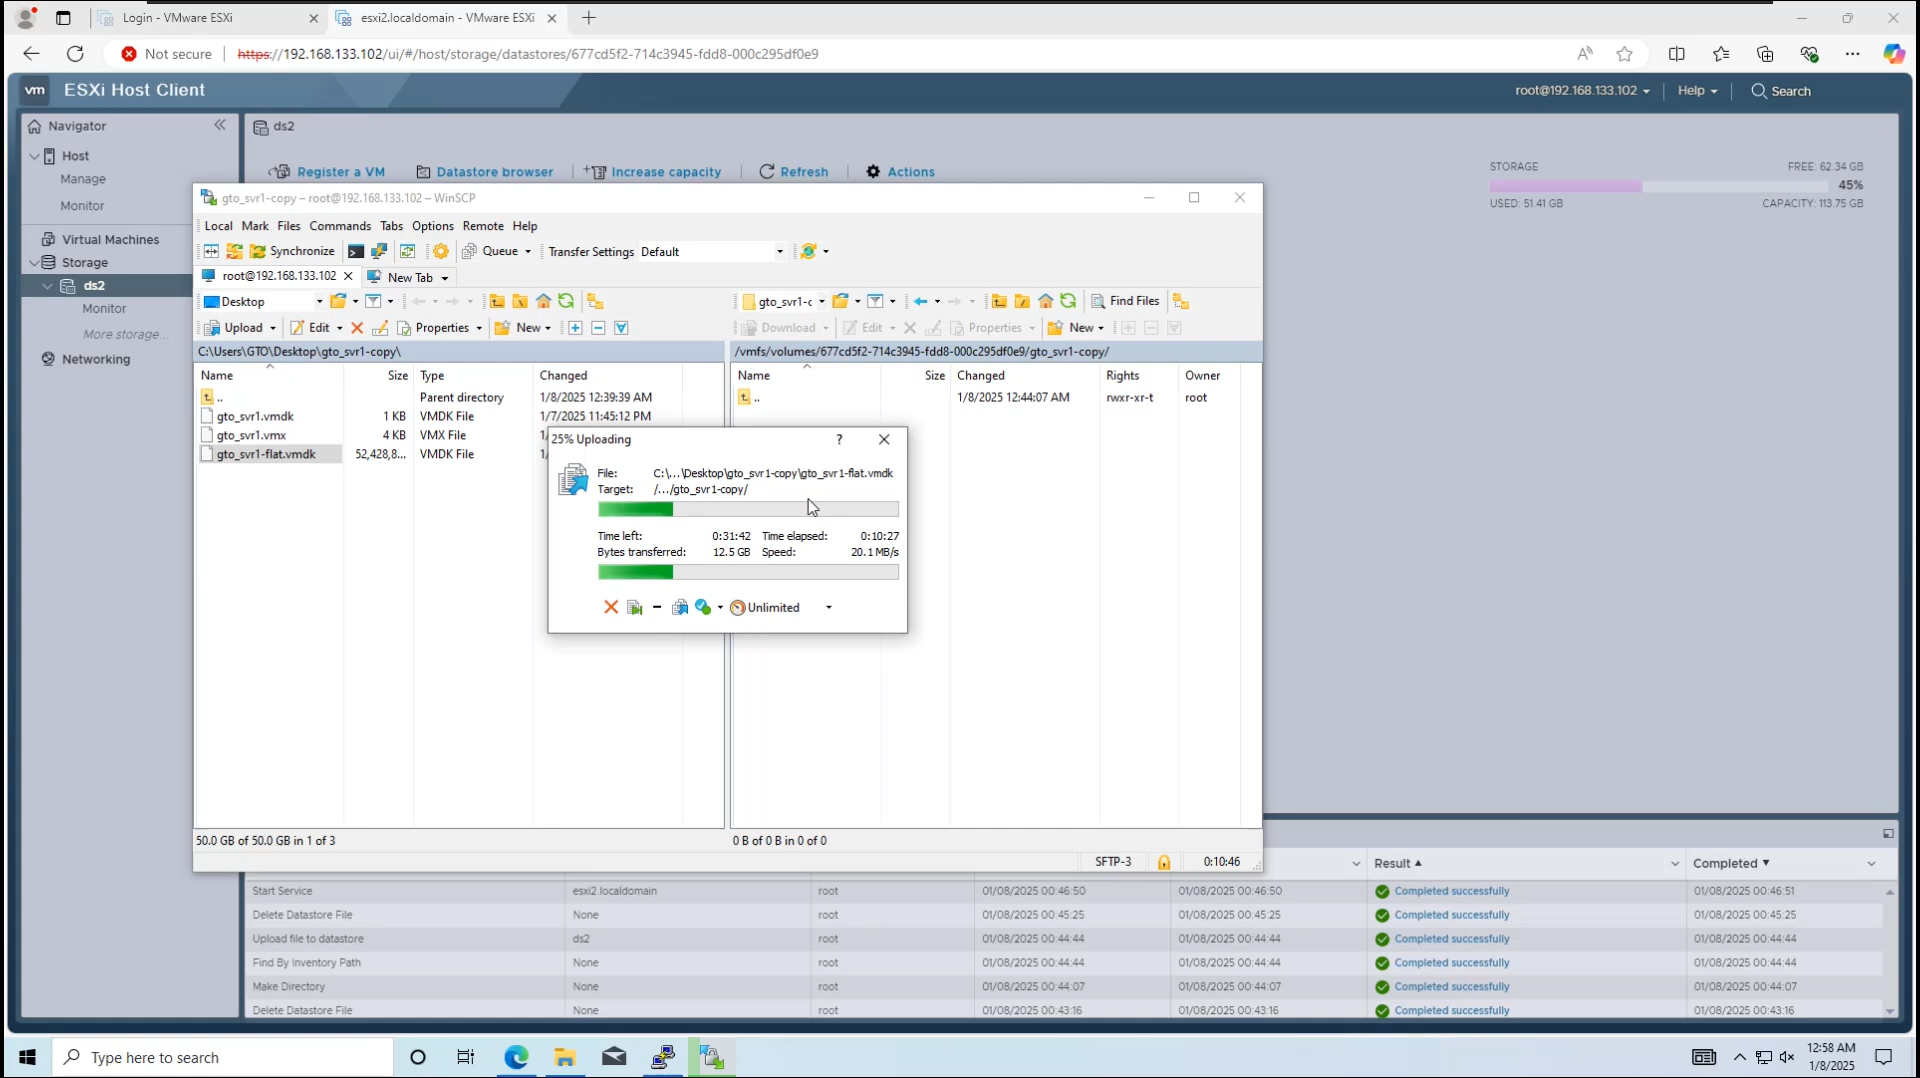 Login - VMware ESXi
esxi2.localdomain - VMware ESXi
Not secure
https://192.168.133.102/ui/#/host/storage/datastores/677cd5f2-714c3945-fdd8-000c295df0e9
vm ESXi Host Client
root@192.168.133.102
Help
Search
Navigator
ds2
Host
Manage
Monitor
Virtual Machines
Storage
ds2
Monitor
More storage...
Networking
Register a VM
Datastore browser
Increase capacity
Refresh
Actions
STORAGE
FREE: 62.34 GB
45%
USED: 51.41 GB
CAPACITY: 113.75 GB
gto_svr1-copy – root@192.168.133.102 – WinSCP
Local Mark Files Commands Tabs Options Remote Help
Synchronize
Queue
Transfer Settings Default
root@192.168.133.102
New Tab
Desktop
gto_svr1-c
Find Files
Upload Edit Properties New
Download Edit Properties New
C:\Users\GTO\Desktop\gto_svr1-copy\
/vmfs/volumes/677cd5f2-714c3945-fdd8-000c295df0e9/gto_svr1-copy/
Name Size Type Changed
Name Size Changed Rights Owner
.. Parent directory 1/8/2025 12:39:39 AM
.. 1/8/2025 12:44:07 AM rwxr-xr-t root
gto_svr1.vmdk 1 KB VMDK File 1/7/2025 11:45:12 PM
gto_svr1.vmx 4 KB VMX File 1/
gto_svr1-flat.vmdk 52,428,8... VMDK File 1/
25% Uploading
?
File: C:\...\Desktop\gto_svr1-copy\gto_svr1-flat.vmdk
Target: /.../gto_svr1-copy/
Time left: 0:31:42 Time elapsed: 0:10:27
Bytes transferred: 12.5 GB Speed: 20.1 MB/s
Unlimited
50.0 GB of 50.0 GB in 1 of 3
0 B of 0 B in 0 of 0
SFTP-3
0:10:46
Result
Completed
Start Service esxi2.localdomain root 01/08/2025 00:46:50 01/08/2025 00:46:50 Completed successfully 01/08/2025 00:46:51
Delete Datastore File None root 01/08/2025 00:45:25 01/08/2025 00:45:25 Completed successfully 01/08/2025 00:45:25
Upload file to datastore ds2 root 01/08/2025 00:44:44 01/08/2025 00:44:44 Completed successfully 01/08/2025 00:44:44
Find By Inventory Path None root 01/08/2025 00:44:44 01/08/2025 00:44:44 Completed successfully 01/08/2025 00:44:44
Make Directory None root 01/08/2025 00:44:07 01/08/2025 00:44:07 Completed successfully 01/08/2025 00:44:07
Delete Datastore File None root 01/08/2025 00:43:16 01/08/2025 00:43:16 Completed successfully 01/08/2025 00:43:16
Type here to search
12:58 AM
1/8/2025